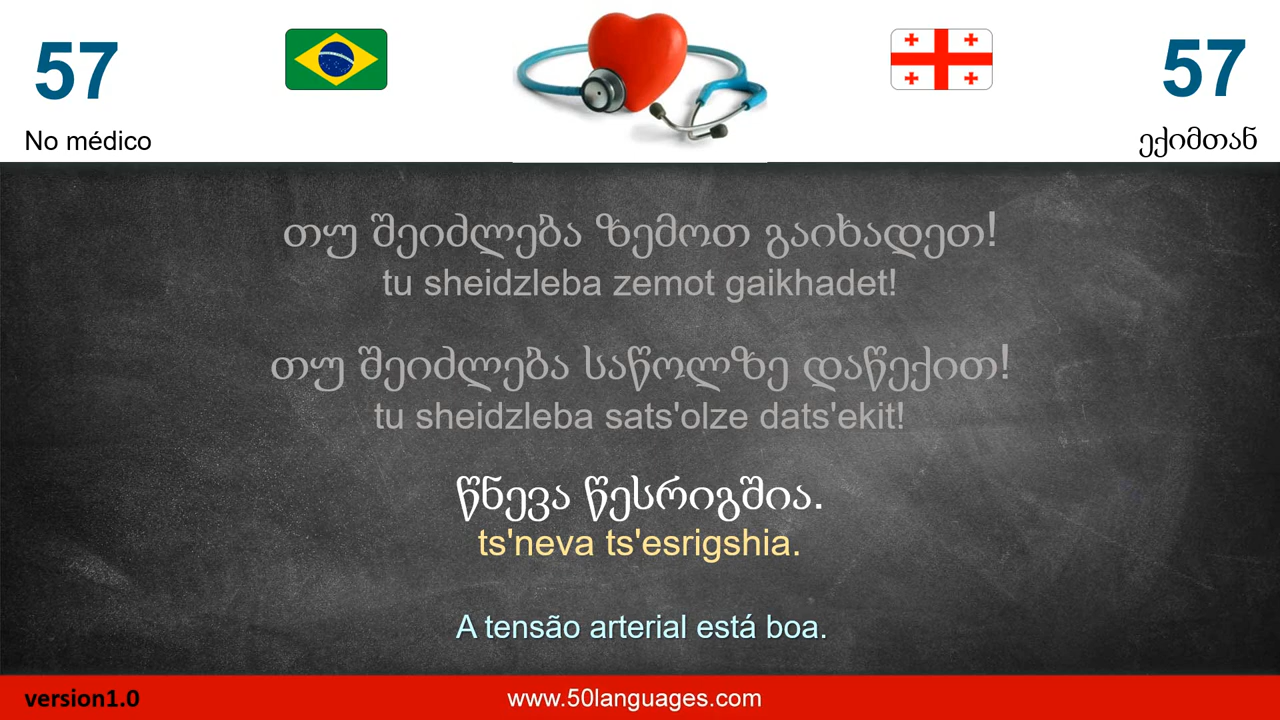 57
57
No médico
ექიმთან
თუ შეიძლება ზემოთ გაიხადეთ!
tu sheidzleba zemot gaikhadet!
თუ შეიძლება საწოლზე დაწექით!
tu sheidzleba sats'olze dats'ekit!
წნევა წესრიგშია.
ts'neva ts'esrigshia.
A tensão arterial está boa.
version1.0
www.50languages.com